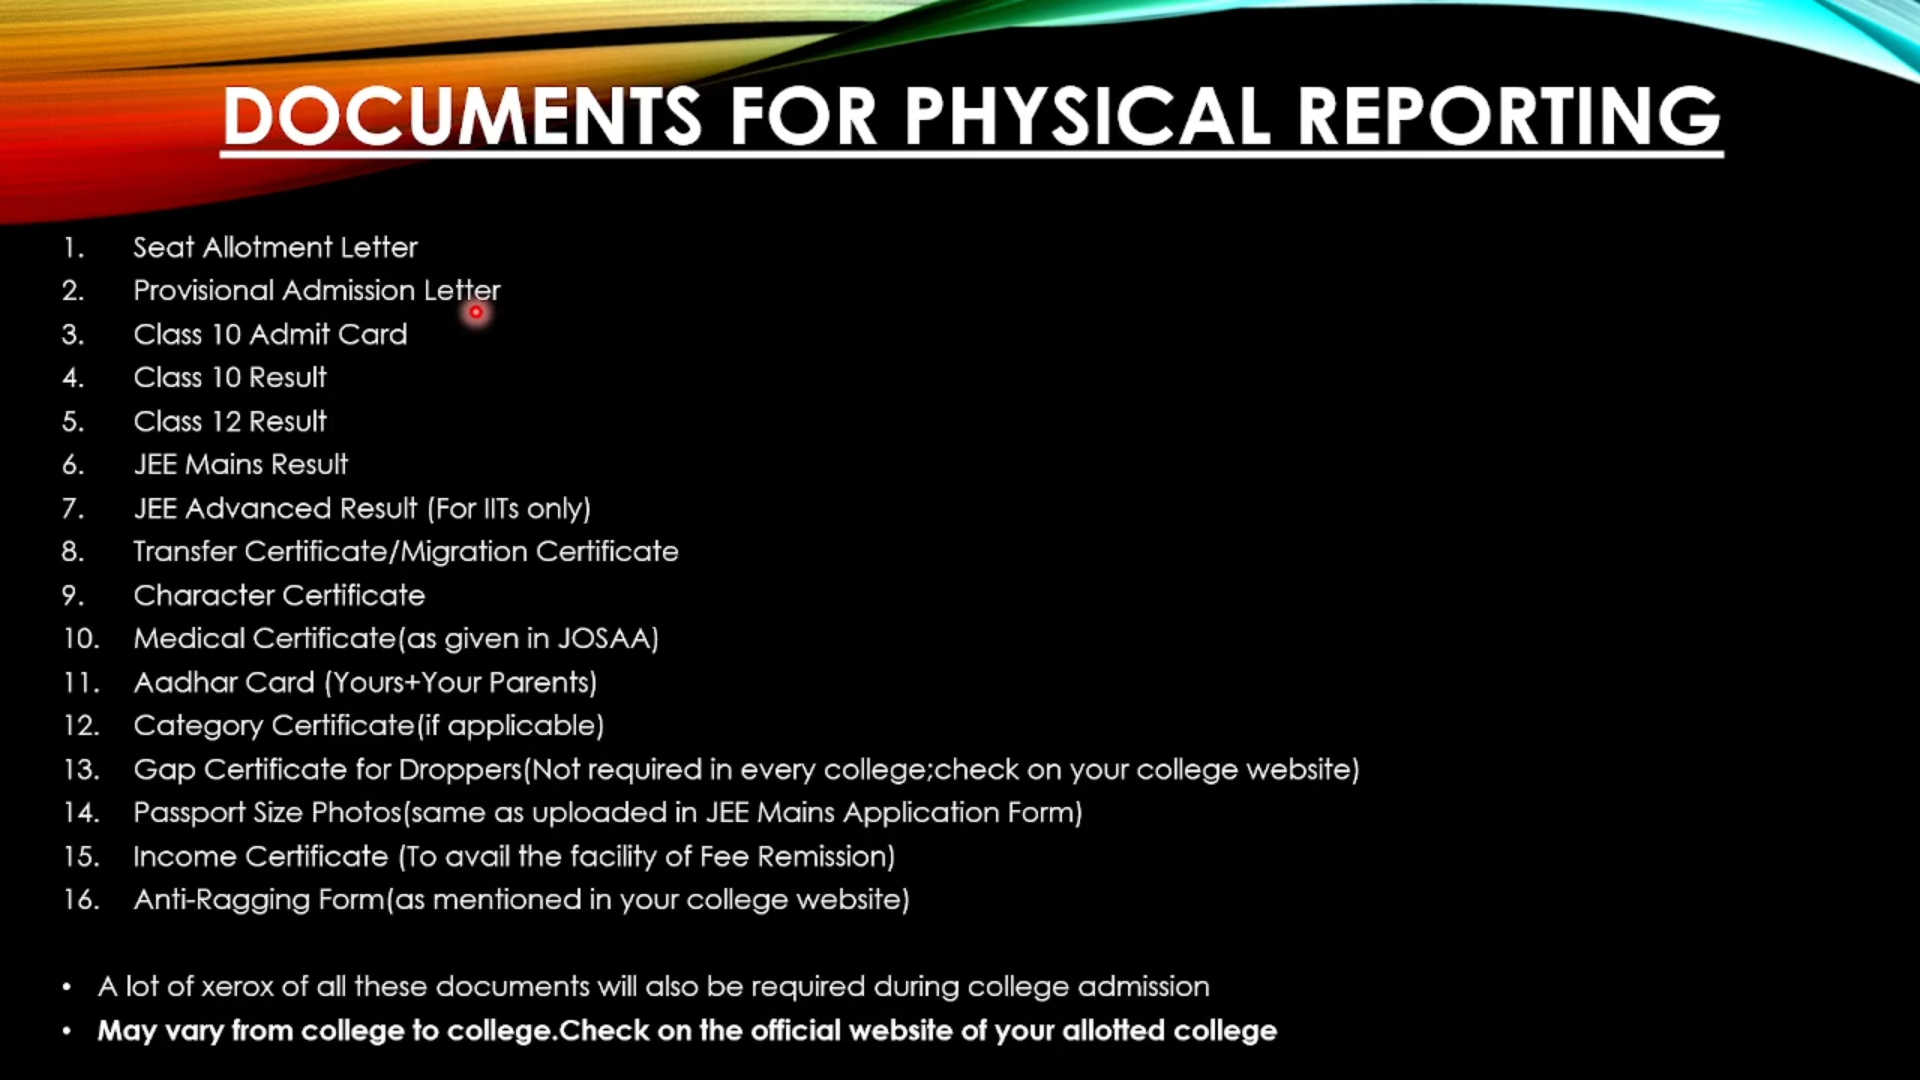 DOCUMENTS FOR PHYSICAL REPORTING
1. Seat Allotment Letter
2. Provisional Admission Letter
3. Class 10 Admit Card
4. Class 10 Result
5. Class 12 Result
6. JEE Mains Result
7. JEE Advanced Result (For IITs only)
8. Transfer Certificate/Migration Certificate
9. Character Certificate
10. Medical Certificate(as given in JOSAA)
11. Aadhar Card (Yours+Your Parents)
12. Category Certificate(if applicable)
13. Gap Certificate for Droppers(Not required in every college;check on your college website)
14. Passport Size Photos(same as uploaded in JEE Mains Application Form)
15. Income Certificate (To avail the facility of Fee Remission)
16. Anti-Ragging Form(as mentioned in your college website)
• A lot of xerox of all these documents will also be required during college admission
• May vary from college to college.Check on the official website of your allotted college